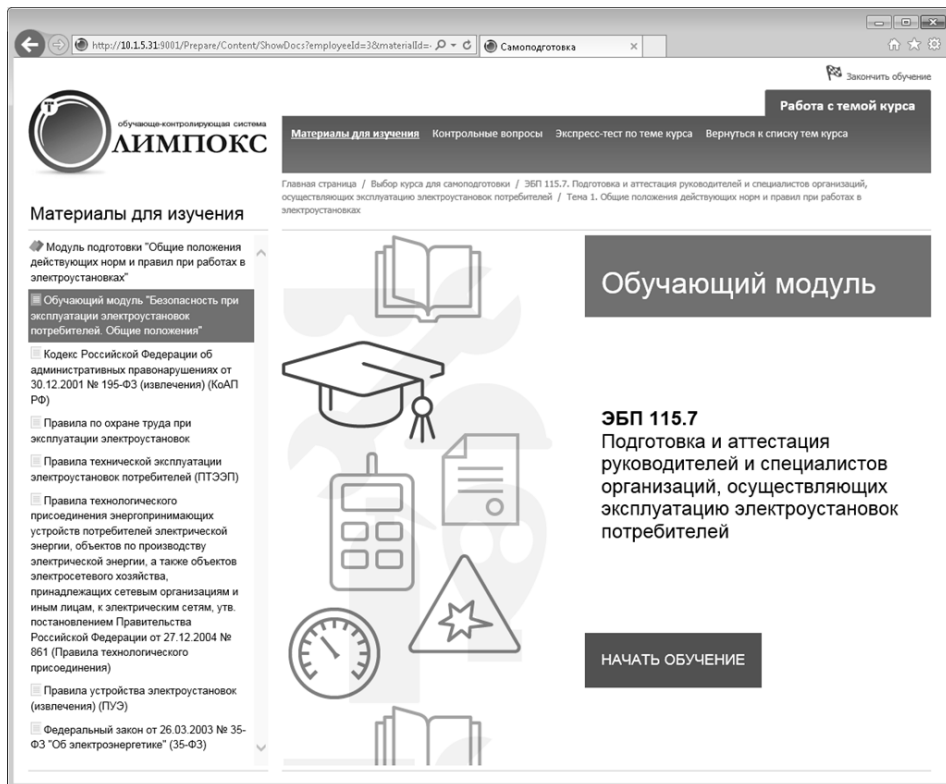 http://10.1.5.31:9001/Prepare/Content/ShowDocs?employeeId=3&materialId=
Самоподготовка
Закончить обучение
Работа с темой курса
обучающе-контролирующая система
ОЛИМПОКС
Материалы для изучения Контрольные вопросы Экспресс-тест по теме курса Вернуться к списку тем курса
Главная страница / Выбор курса для самоподготовки / ЭБП 115.7. Подготовка и аттестация руководителей и специалистов организаций,
осуществляющих эксплуатацию электроустановок потребителей / Тема 1. Общие положения действующих норм и правил при работах в
электроустановках
Материалы для изучения
Модуль подготовки "Общие положения
действующих норм и правил при работах в
электроустановках"
Обучающий модуль "Безопасность при
эксплуатации электроустановок
потребителей. Общие положения"
Кодекс Российской Федерации об
административных правонарушениях от
30.12.2001 № 195-ФЗ (извлечения) (КоАП
РФ)
Правила по охране труда при
эксплуатации электроустановок
Правила технической эксплуатации
электроустановок потребителей (ПТЭЭП)
Правила технологического
присоединения энергопринимающих
устройств потребителей электрической
энергии, объектов по производству
электрической энергии, а также объектов
электросетевого хозяйства,
принадлежащих сетевым организациям и
иным лицам, к электрическим сетям, утв.
постановлением Правительства
Российской Федерации от 27.12.2004 №
861 (Правила технологического
присоединения)
Правила устройства электроустановок
(извлечения) (ПУЭ)
Федеральный закон от 26.03.2003 № 35-
ФЗ "Об электроэнергетике" (35-ФЗ)
Обучающий модуль
ЭБП 115.7
Подготовка и аттестация
руководителей и специалистов
организаций, осуществляющих
эксплуатацию электроустановок
потребителей
НАЧАТЬ ОБУЧЕНИЕ